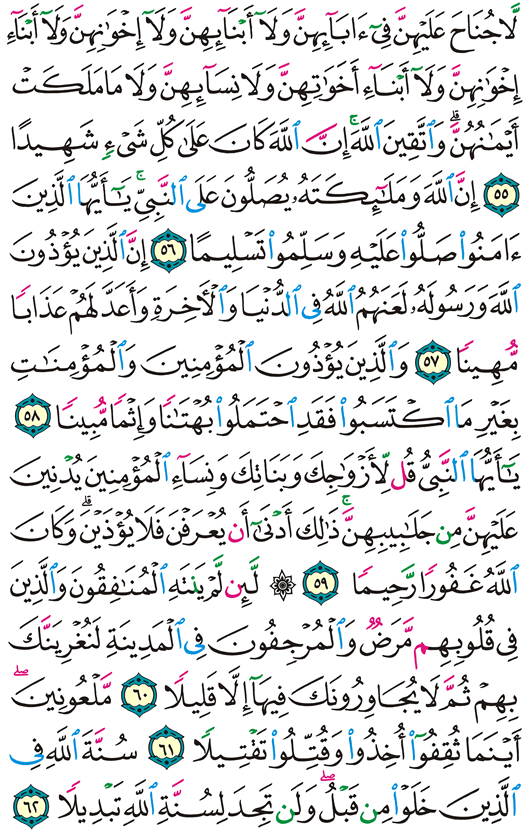 لَّا جُنَاحَ عَلَيْهِنَّ فِىٓ ءَابَآئِهِنَّ وَلَآ أَبْنَآئِهِنَّ وَلَآ إِخْوَٰنِهِنَّ وَلَآ أَبْنَآءِ
إِخْوَٰنِهِنَّ وَلَآ أَبْنَآءِ أَخَوَٰتِهِنَّ وَلَا نِسَآئِهِنَّ وَلَا مَا مَلَكَتْ
أَيْمَـٰنُهُنَّ ۗ وَٱتَّقِينَ ٱللَّهَ ۚ إِنَّ ٱللَّهَ كَانَ عَلَىٰ كُلِّ شَىْءٍ شَهِيدًا
٥٥ إِنَّ ٱللَّهَ وَمَلَـٰٓئِكَتَهُۥ يُصَلُّونَ عَلَى ٱلنَّبِىِّ ۚ يَـٰٓأَيُّهَا ٱلَّذِينَ
ءَامَنُوا۟ صَلُّوا۟ عَلَيْهِ وَسَلِّمُوا۟ تَسْلِيمًا ٥٦ إِنَّ ٱلَّذِينَ يُؤْذُونَ
ٱللَّهَ وَرَسُولَهُۥ لَعَنَهُمُ ٱللَّهُ فِى ٱلدُّنْيَا وَٱلْـَٔاخِرَةِ وَأَعَدَّ لَهُمْ عَذَابًا
مُّهِينًا ٥٧ وَٱلَّذِينَ يُؤْذُونَ ٱلْمُؤْمِنِينَ وَٱلْمُؤْمِنَـٰتِ
بِغَيْرِ مَا ٱكْتَسَبُوا۟ فَقَدِ ٱحْتَمَلُوا۟ بُهْتَـٰنًا وَإِثْمًا مُّبِينًا ٥٨
يَـٰٓأَيُّهَا ٱلنَّبِىُّ قُل لِّأَزْوَٰجِكَ وَبَنَاتِكَ وَنِسَآءِ ٱلْمُؤْمِنِينَ يُدْنِينَ
عَلَيْهِنَّ مِن جَلَـٰبِيبِهِنَّ ۚ ذَٰلِكَ أَدْنَىٰٓ أَن يُعْرَفْنَ فَلَا يُؤْذَيْنَ ۗ وَكَانَ
ٱللَّهُ غَفُورًا رَّحِيمًا ٥٩ ۞ لَّئِن لَّمْ يَنتَهِ ٱلْمُنَـٰفِقُونَ وَٱلَّذِينَ
فِى قُلُوبِهِم مَّرَضٌ وَٱلْمُرْجِفُونَ فِى ٱلْمَدِينَةِ لَنُغْرِيَنَّكَ
بِهِمْ ثُمَّ لَا يُجَاوِرُونَكَ فِيهَآ إِلَّا قَلِيلًا ٦٠ مَّلْعُونِينَ ۖ
أَيْنَمَا ثُقِفُوٓا۟ أُخِذُوا۟ وَقُتِّلُوا۟ تَقْتِيلًا ٦١ سُنَّةَ ٱللَّهِ فِى
ٱلَّذِينَ خَلَوْا۟ مِن قَبْلُ ۖ وَلَن تَجِدَ لِسُنَّةِ ٱللَّهِ تَبْدِيلًا ٦٢